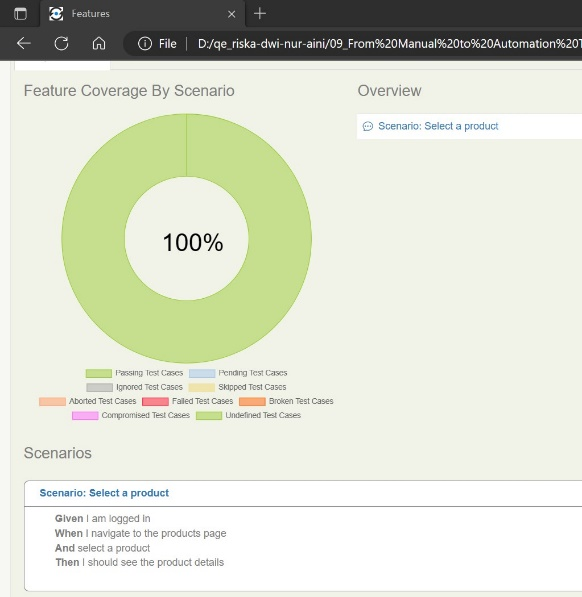 Features
File
D:/qe_riska-dwi-nur-aini/09_From%20Manual%20to%20Automation%20T
Feature Coverage By Scenario
Overview
Scenario: Select a product
100%
Passing Test Cases Pending Test Cases
Ignored Test Cases Skipped Test Cases
Aborted Test Cases Failed Test Cases Broken Test Cases
Compromised Test Cases Undefined Test Cases
Scenarios
Scenario: Select a product
Given I am logged in
When I navigate to the products page
And select a product
Then I should see the product details